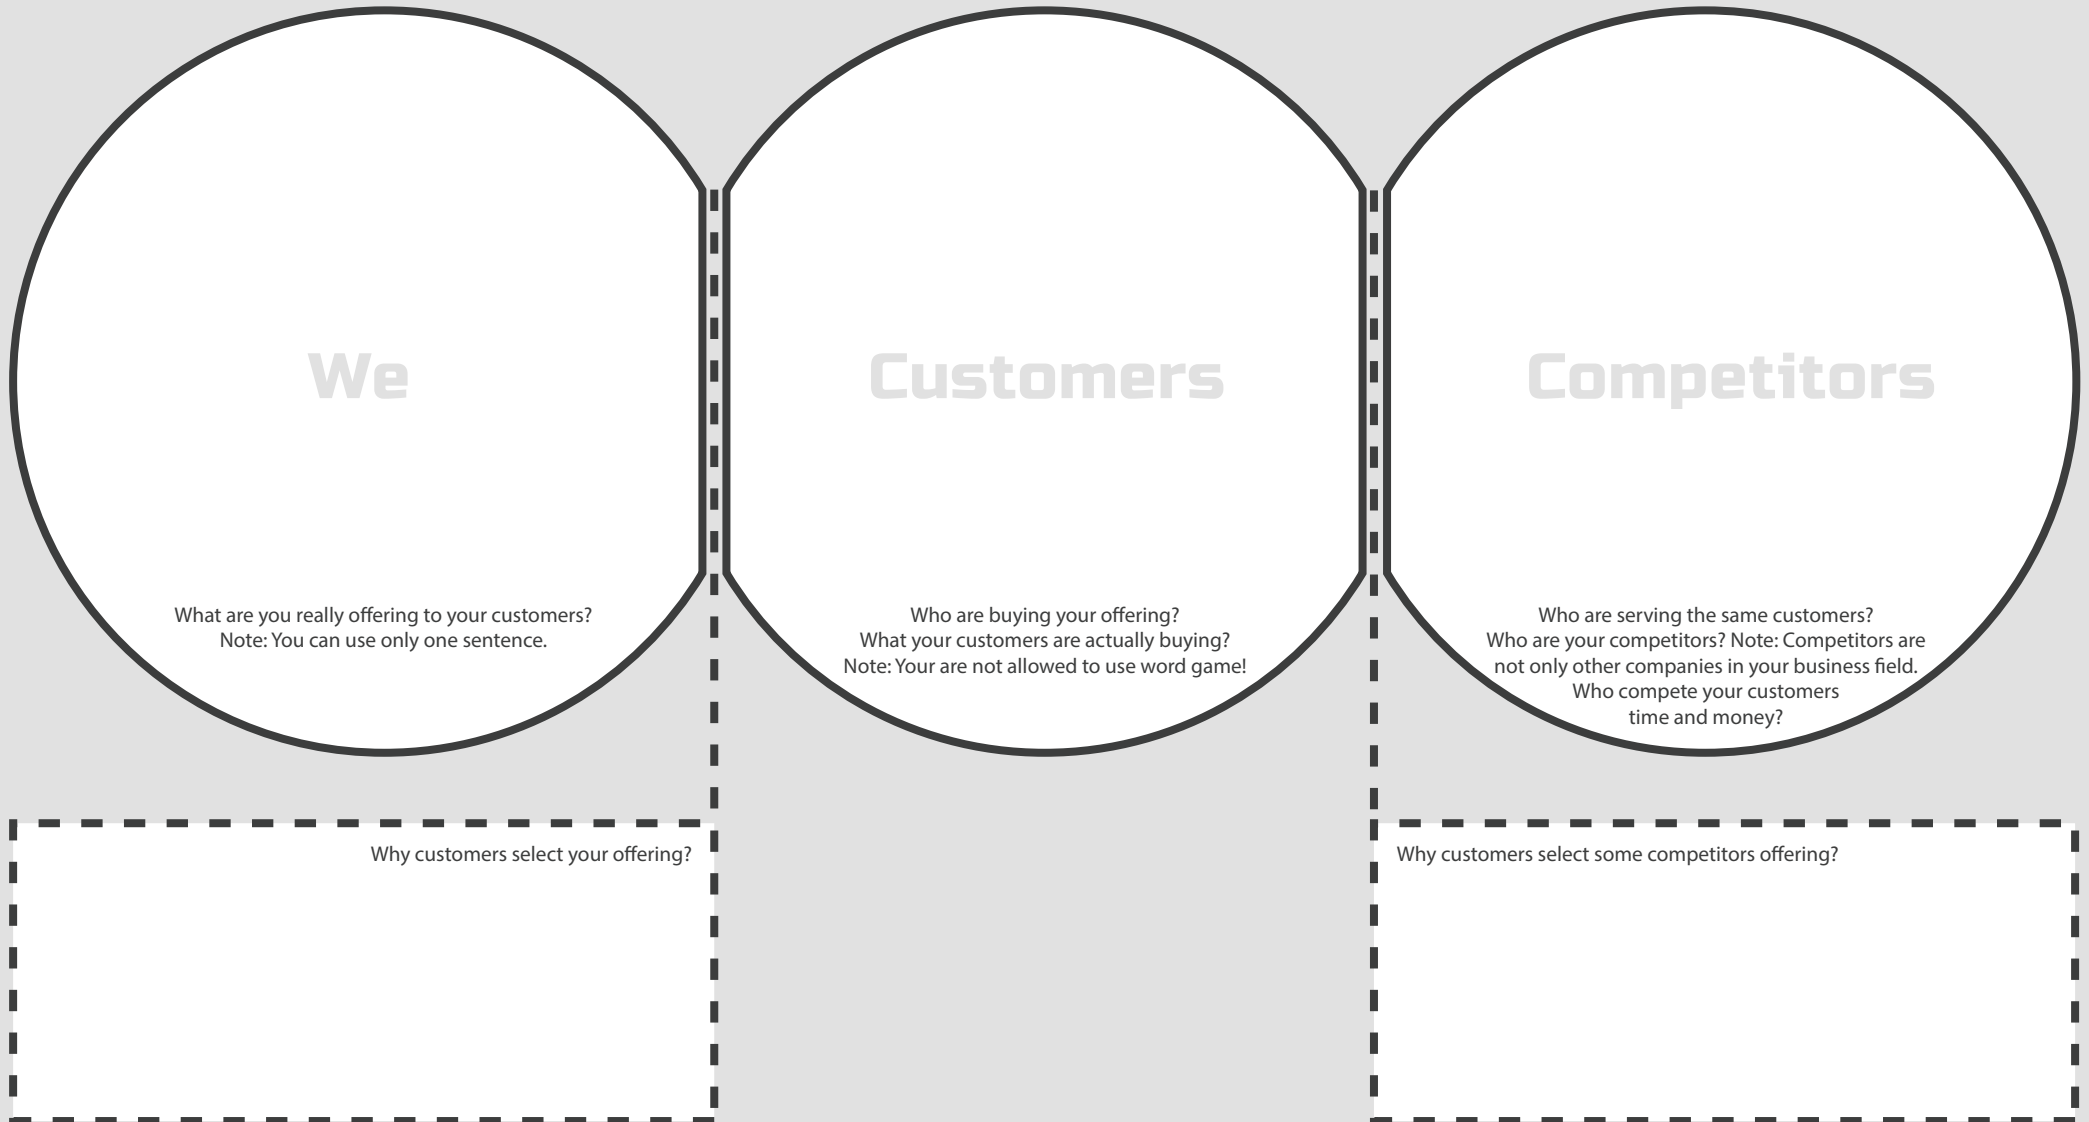 We
What are you really offering to your customers?
Note: You can use only one sentence.
Customers
Who are buying your offering?
What your customers are actually buying?
Note: Your are not allowed to use word game!
Competitors
Who are serving the same customers?
Who are your competitors? Note: Competitors are
not only other companies in your business field.
Who compete your customers
time and money?
Why customers select your offering?
Why customers select some competitors offering?